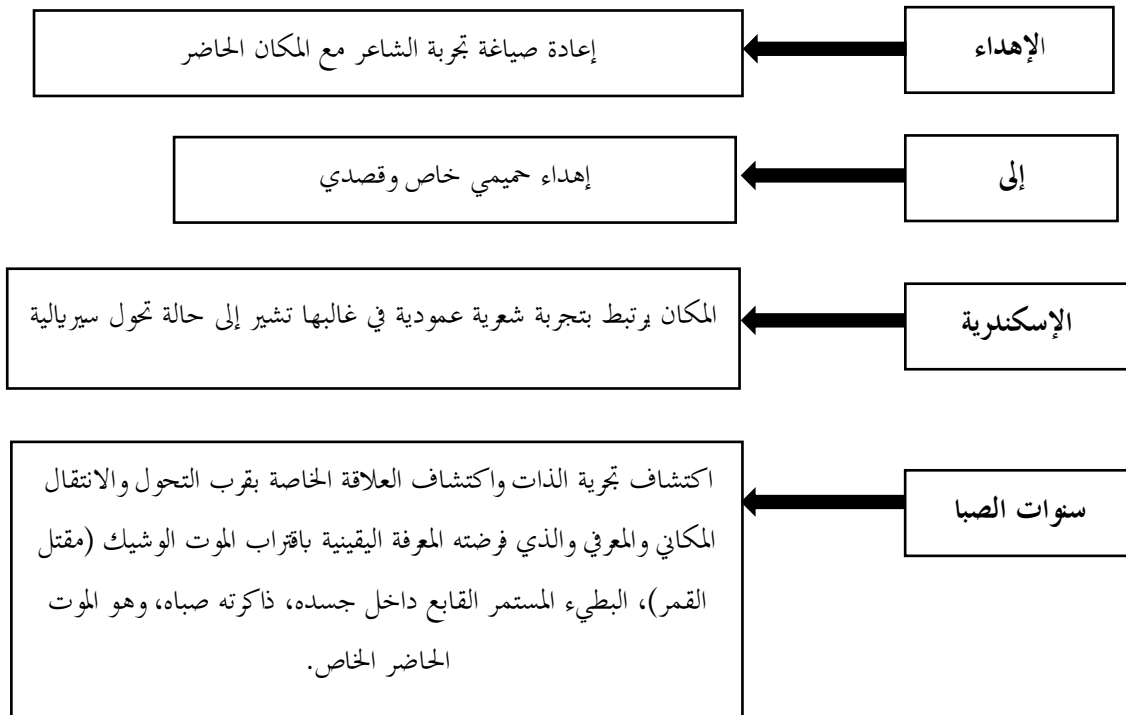 الإهداء
إعادة صياغة تجربة الشاعر مع المكان الحاضر
إلى
إهداء حميمي خاص وقصدي
الإسكندرية
المكان يرتبط بتجربة شعرية عمودية في غالبها تشير إلى حالة تحول سيريالية
سنوات الصبا
اكتشاف تجربة الذات واكتشاف العلاقة الخاصة بقرب التحول والانتقال
المكاني والمعرفي والذي فرضته المعرفة اليقينية باقتراب الموت الوشيك (مقتل
القمر)، البطيء المستمر القابع داخل جسده، ذاكرته صباه، وهو الموت
الحاضر الخاص.